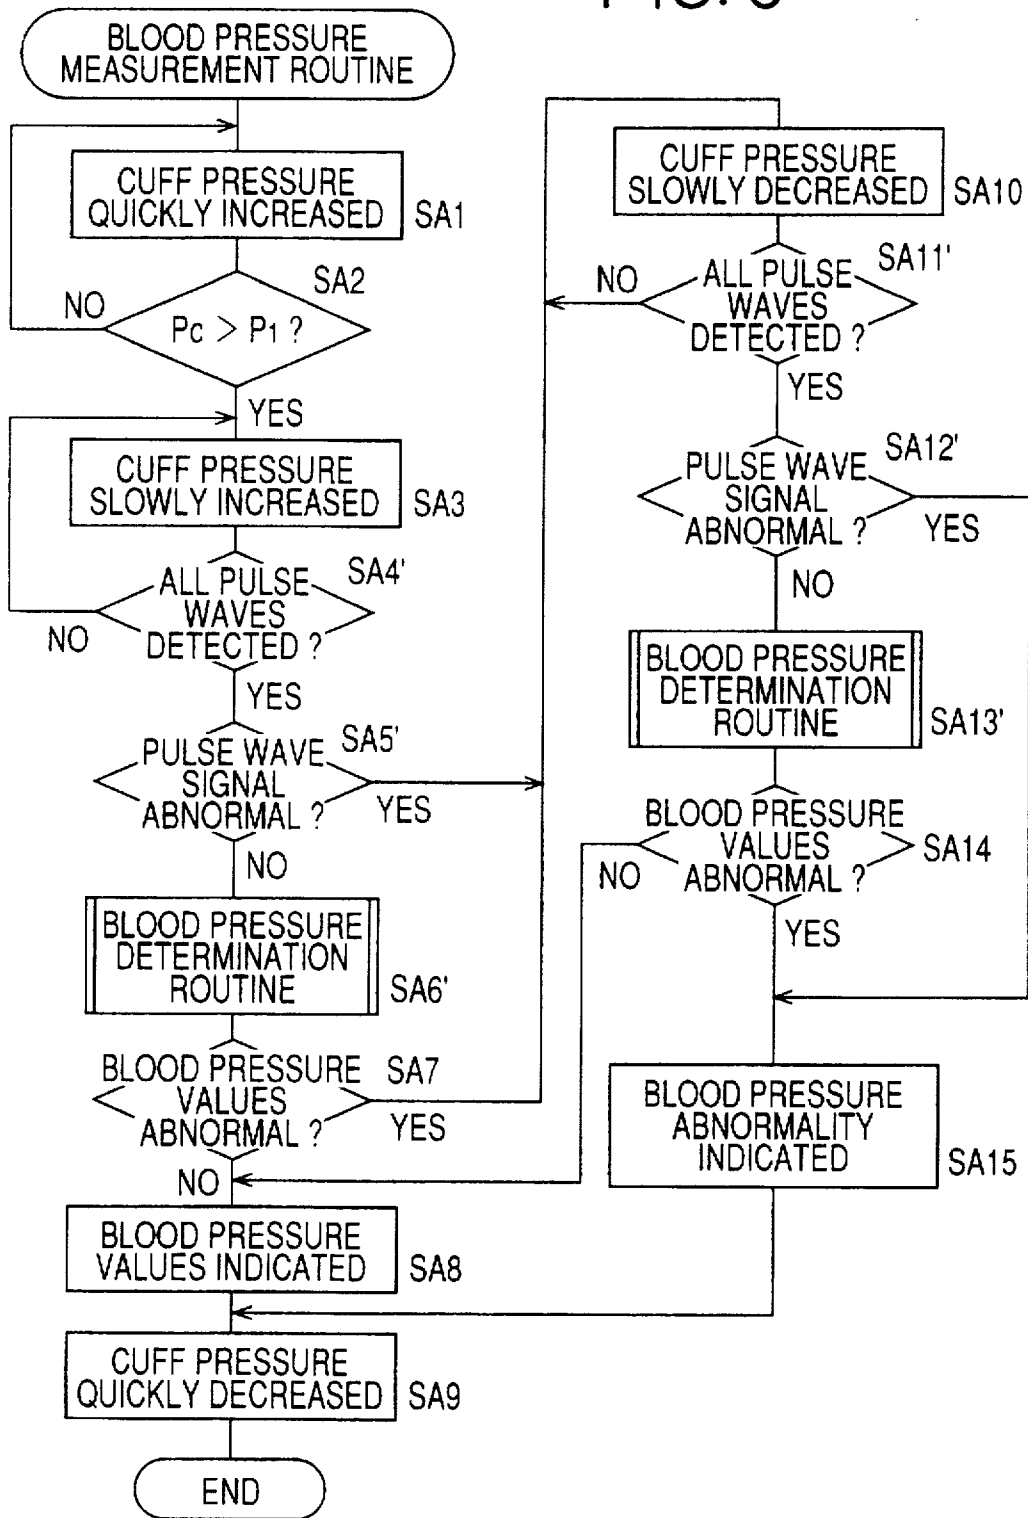 BLOOD PRESSURE
MEASUREMENT ROUTINE
CUFF PRESSURE
QUICKLY INCREASED
SA1
SA2
NO
Pc > P1 ?
YES
CUFF PRESSURE
SLOWLY INCREASED
SA3
SA4'
ALL PULSE
WAVES
DETECTED ?
NO
YES
SA5'
PULSE WAVE
SIGNAL
ABNORMAL ?
YES
NO
BLOOD PRESSURE
DETERMINATION
ROUTINE
SA6'
BLOOD PRESSURE
VALUES
ABNORMAL ?
SA7
YES
NO
BLOOD PRESSURE
VALUES INDICATED
SA8
CUFF PRESSURE
QUICKLY DECREASED
SA9
END
CUFF PRESSURE
SLOWLY DECREASED
SA10
SA11'
NO
ALL PULSE
WAVES
DETECTED ?
YES
SA12'
PULSE WAVE
SIGNAL
ABNORMAL ?
YES
NO
BLOOD PRESSURE
DETERMINATION
ROUTINE
SA13'
BLOOD PRESSURE
VALUES
ABNORMAL ?
SA14
NO
YES
BLOOD PRESSURE
ABNORMALITY
INDICATED
SA15